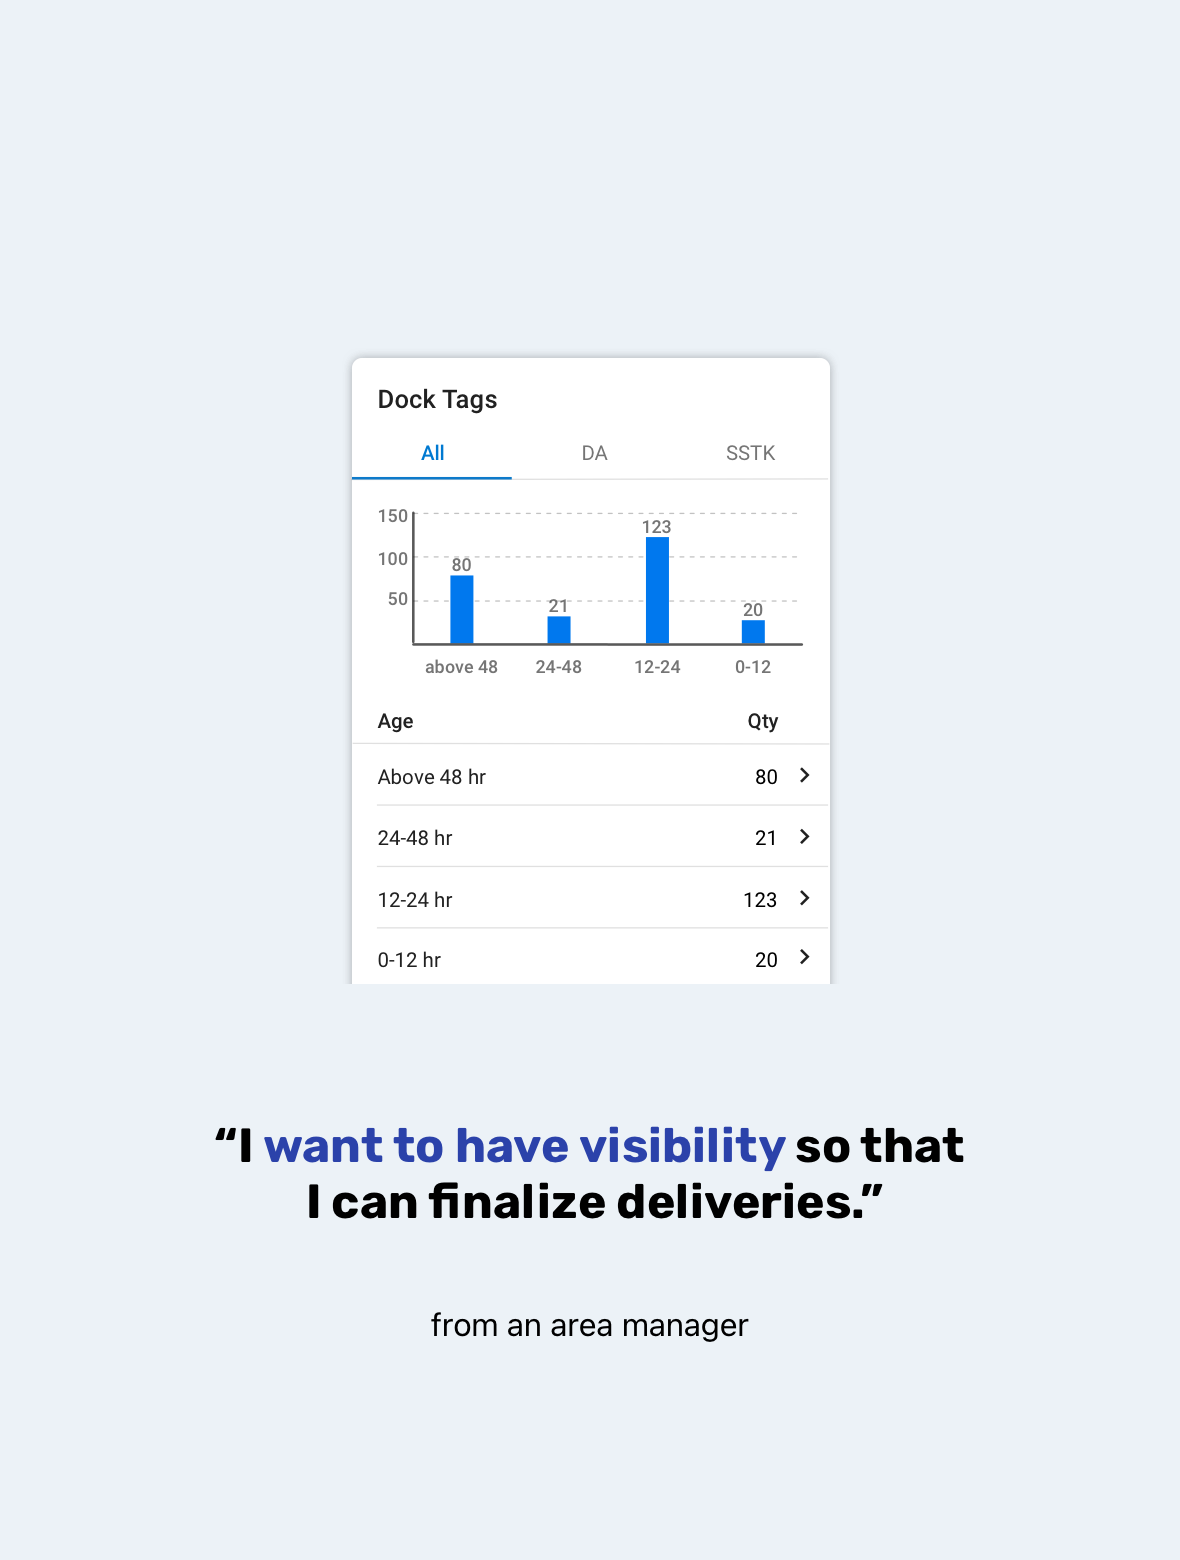 Dock Tags
All DA SSTK
150
123
100
80
50
21
20
above 48 24-48 12-24 0-12
Age Qty
Above 48 hr 80
24-48 hr 21
12-24 hr 123
0-12 hr 20
“I want to have visibility so that
I can finalize deliveries.”
from an area manager